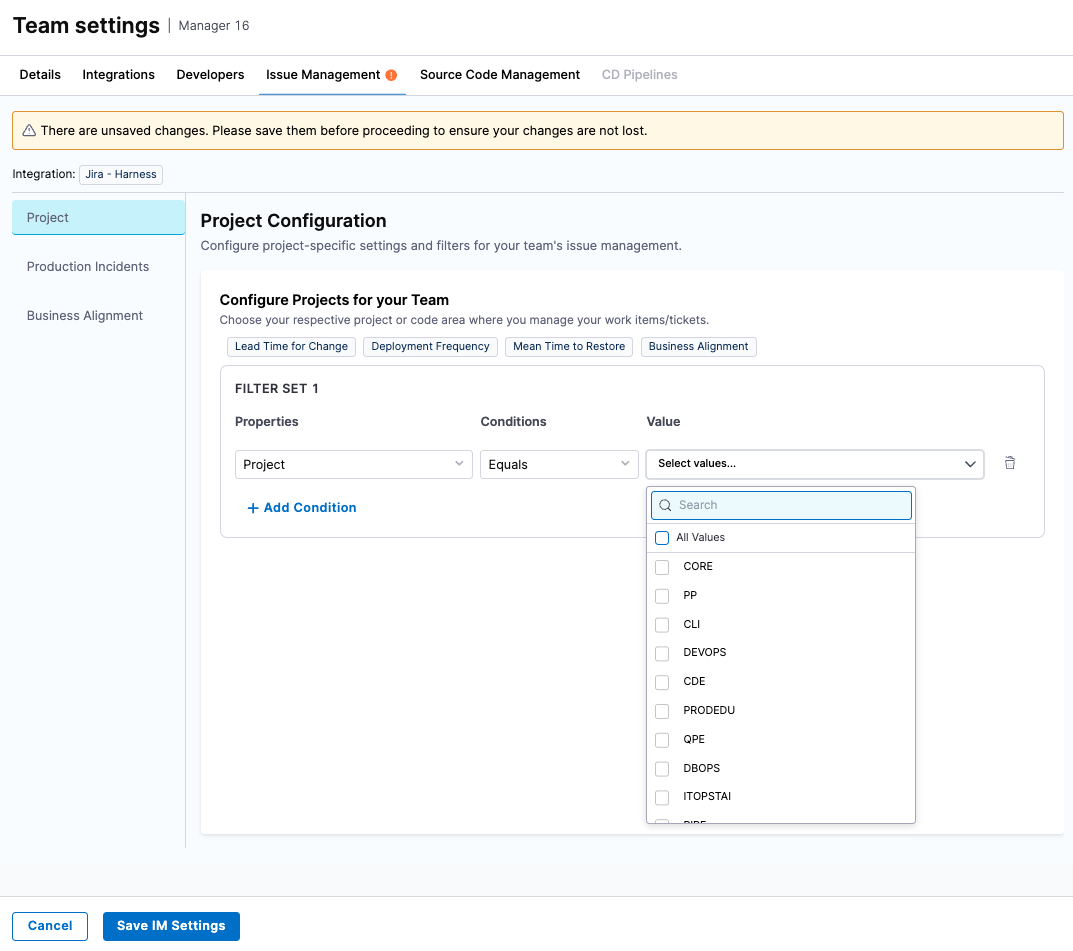 Team settings | Manager 16
Details Integrations Developers Issue Management ! Source Code Management CD Pipelines
There are unsaved changes. Please save them before proceeding to ensure your changes are not lost.
Integration: Jira - Harness
Project
Production Incidents
Business Alignment
Project Configuration
Configure project-specific settings and filters for your team's issue management.
Configure Projects for your Team
Choose your respective project or code area where you manage your work items/tickets.
Lead Time for Change Deployment Frequency Mean Time to Restore Business Alignment
FILTER SET 1
Properties Conditions Value
Project Equals Select values...
+ Add Condition
Search
All Values
CORE
PP
CLI
DEVOPS
CDE
PRODEDU
QPE
DBOPS
ITOPSTAI
Cancel Save IM Settings